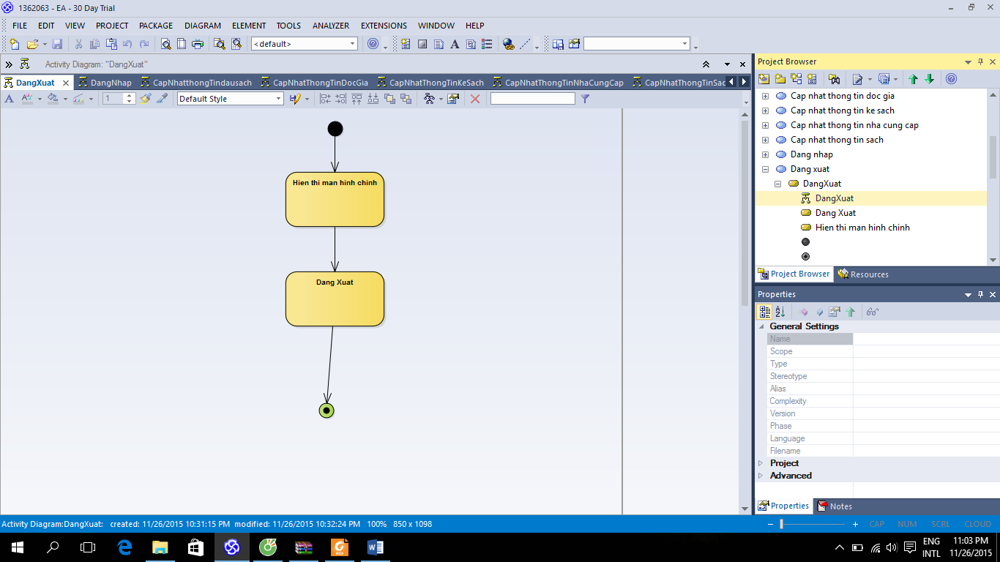 1362063 - EA - 30 Day Trial
FILE EDIT VIEW PROJECT PACKAGE DIAGRAM ELEMENT TOOLS ANALYZER EXTENSIONS WINDOW HELP
<default>
Activity Diagram: "DangXuat"
DangXuat DangNhap CapNhatthongTindausach CapNhatThongTinDocGia CapNhatThongTinKeSach CapNhatThongTinNhaCungCap CapNhatThongTinSac
1 Default Style
Hien thi man hinh chinh
Dang Xuat
Project Browser
Cap nhat thong tin doc gia
Cap nhat thong tin ke sach
Cap nhat thong tin nha cung cap
Cap nhat thong tin sach
Dang nhap
Dang xuat
DangXuat
DangXuat
Dang Xuat
Hien thi man hinh chinh
Project Browser Resources
Properties
General Settings
Name
Scope
Type
Stereotype
Alias
Complexity
Version
Phase
Language
Filename
Project
Advanced
Properties Notes
Activity Diagram:DangXuat: created: 11/26/2015 10:31:15 PM modified: 11/26/2015 10:32:24 PM 100% 850 x 1098
CAP NUM SCRL CLOUD
ENG 11:03 PM
INTL 11/26/2015